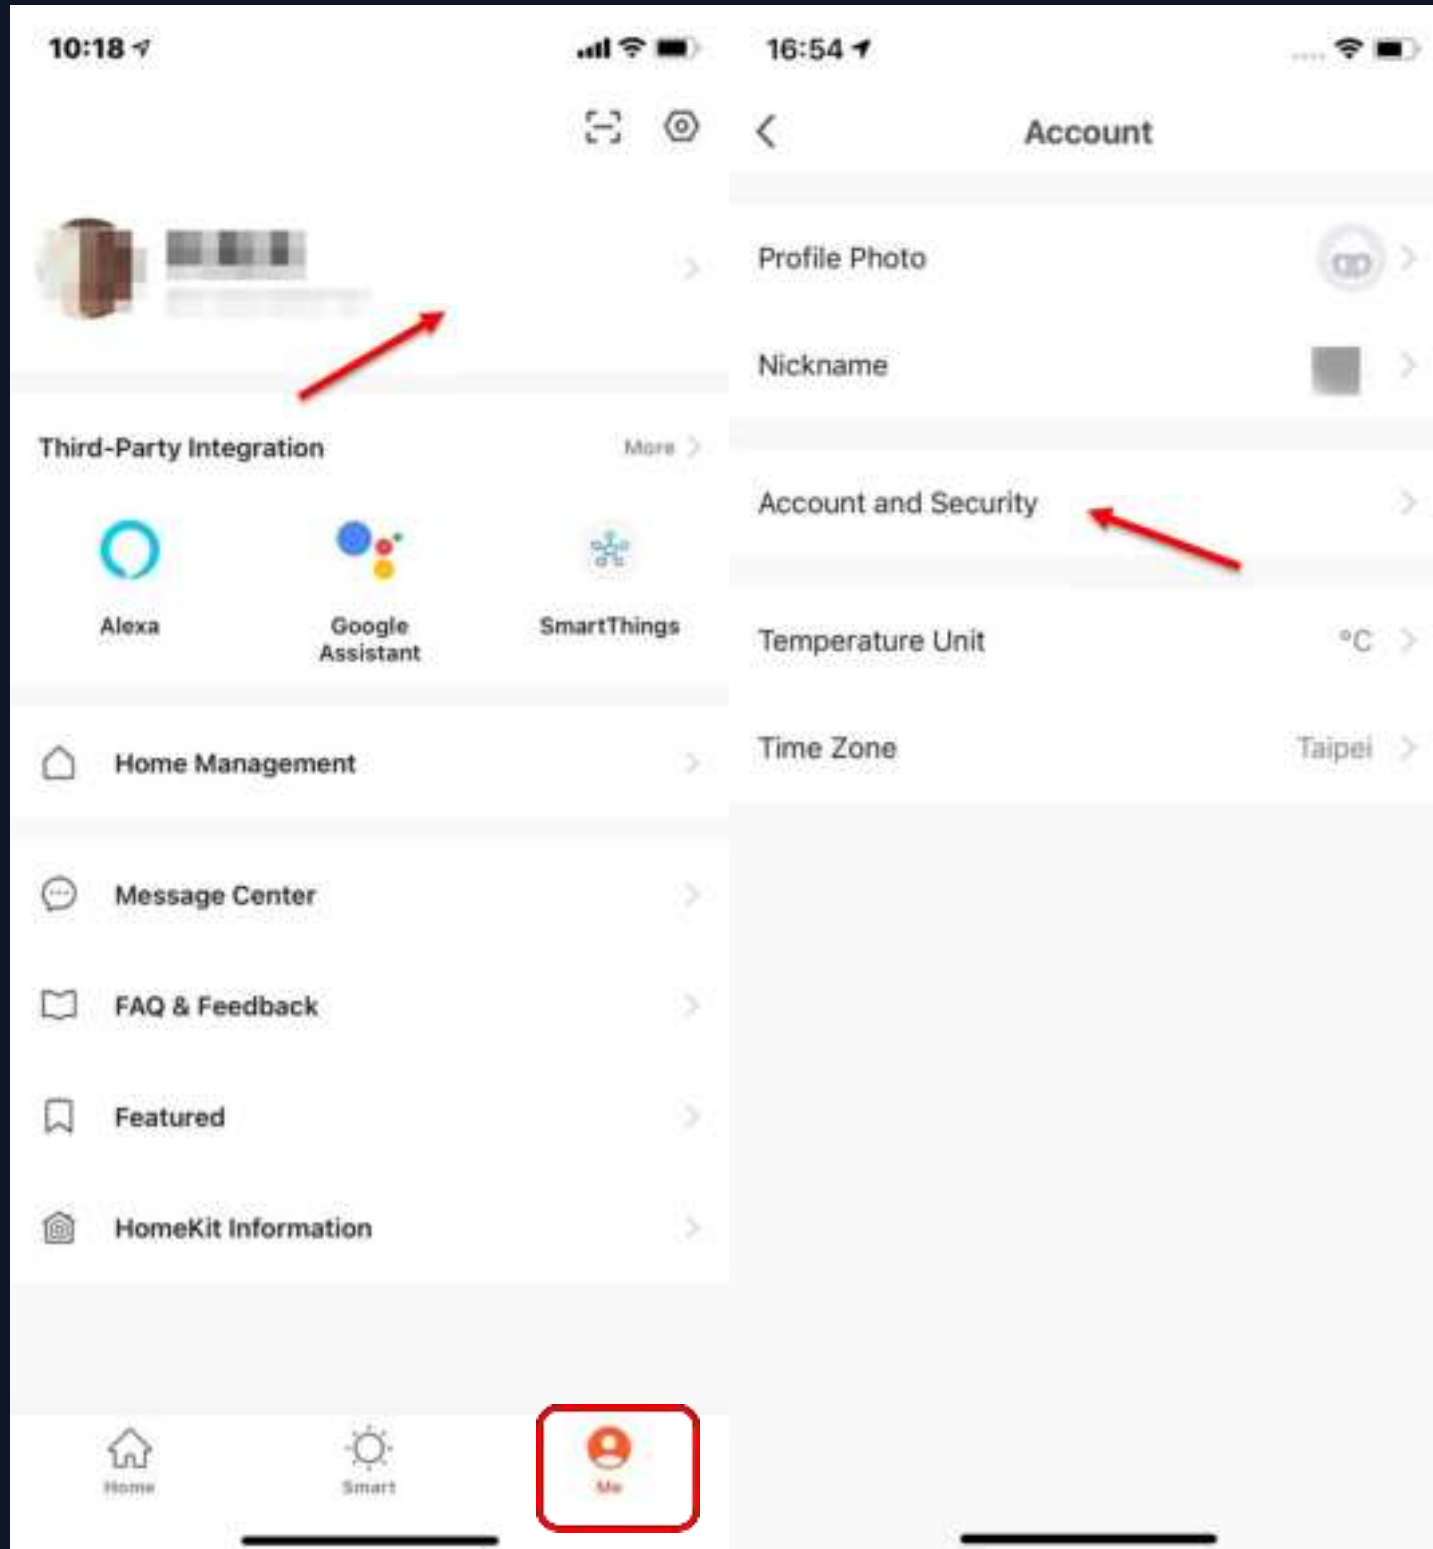 10:18
Third-Party Integration
More
Alexa
Google
Assistant
SmartThings
Home Management
Message Center
FAQ & Feedback
Featured
HomeKit Information
Home
Smart
Me
16:54
Account
Profile Photo
Nickname
Account and Security
Temperature Unit
°C
Time Zone
Taipei